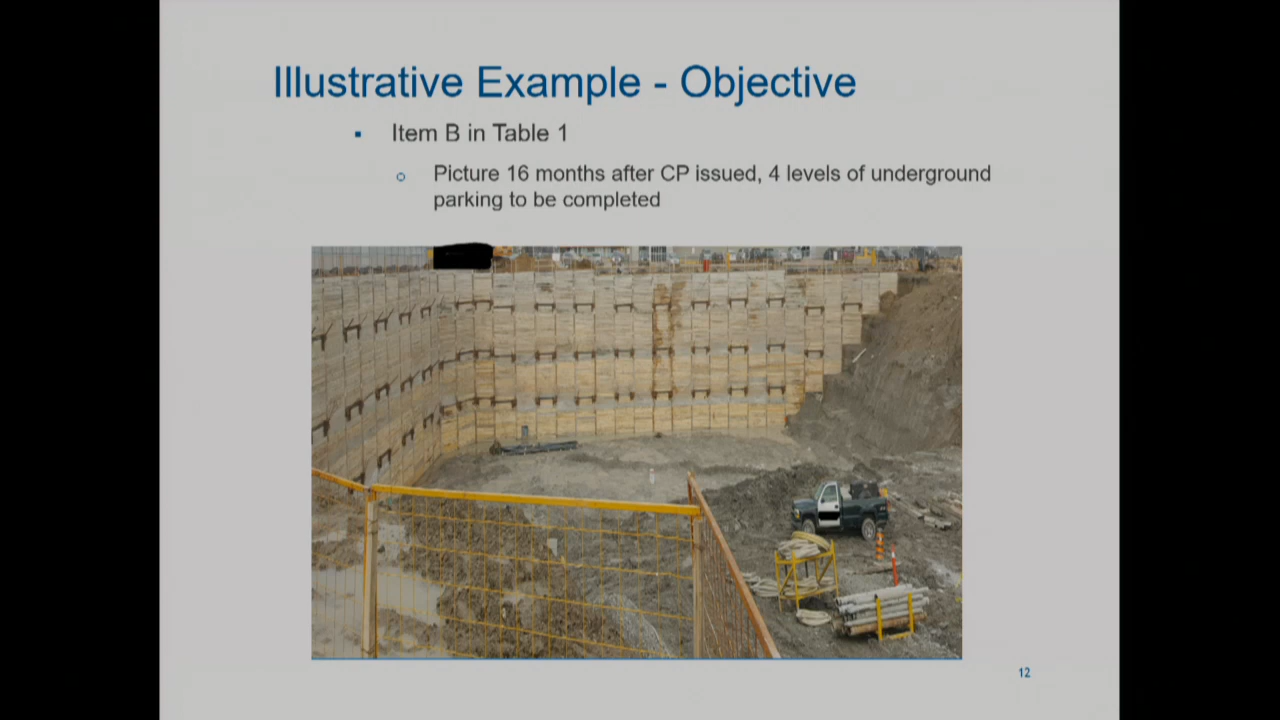 Illustrative Example - Objective
Item B in Table 1
Picture 16 months after CP issued, 4 levels of underground
parking to be completed
12